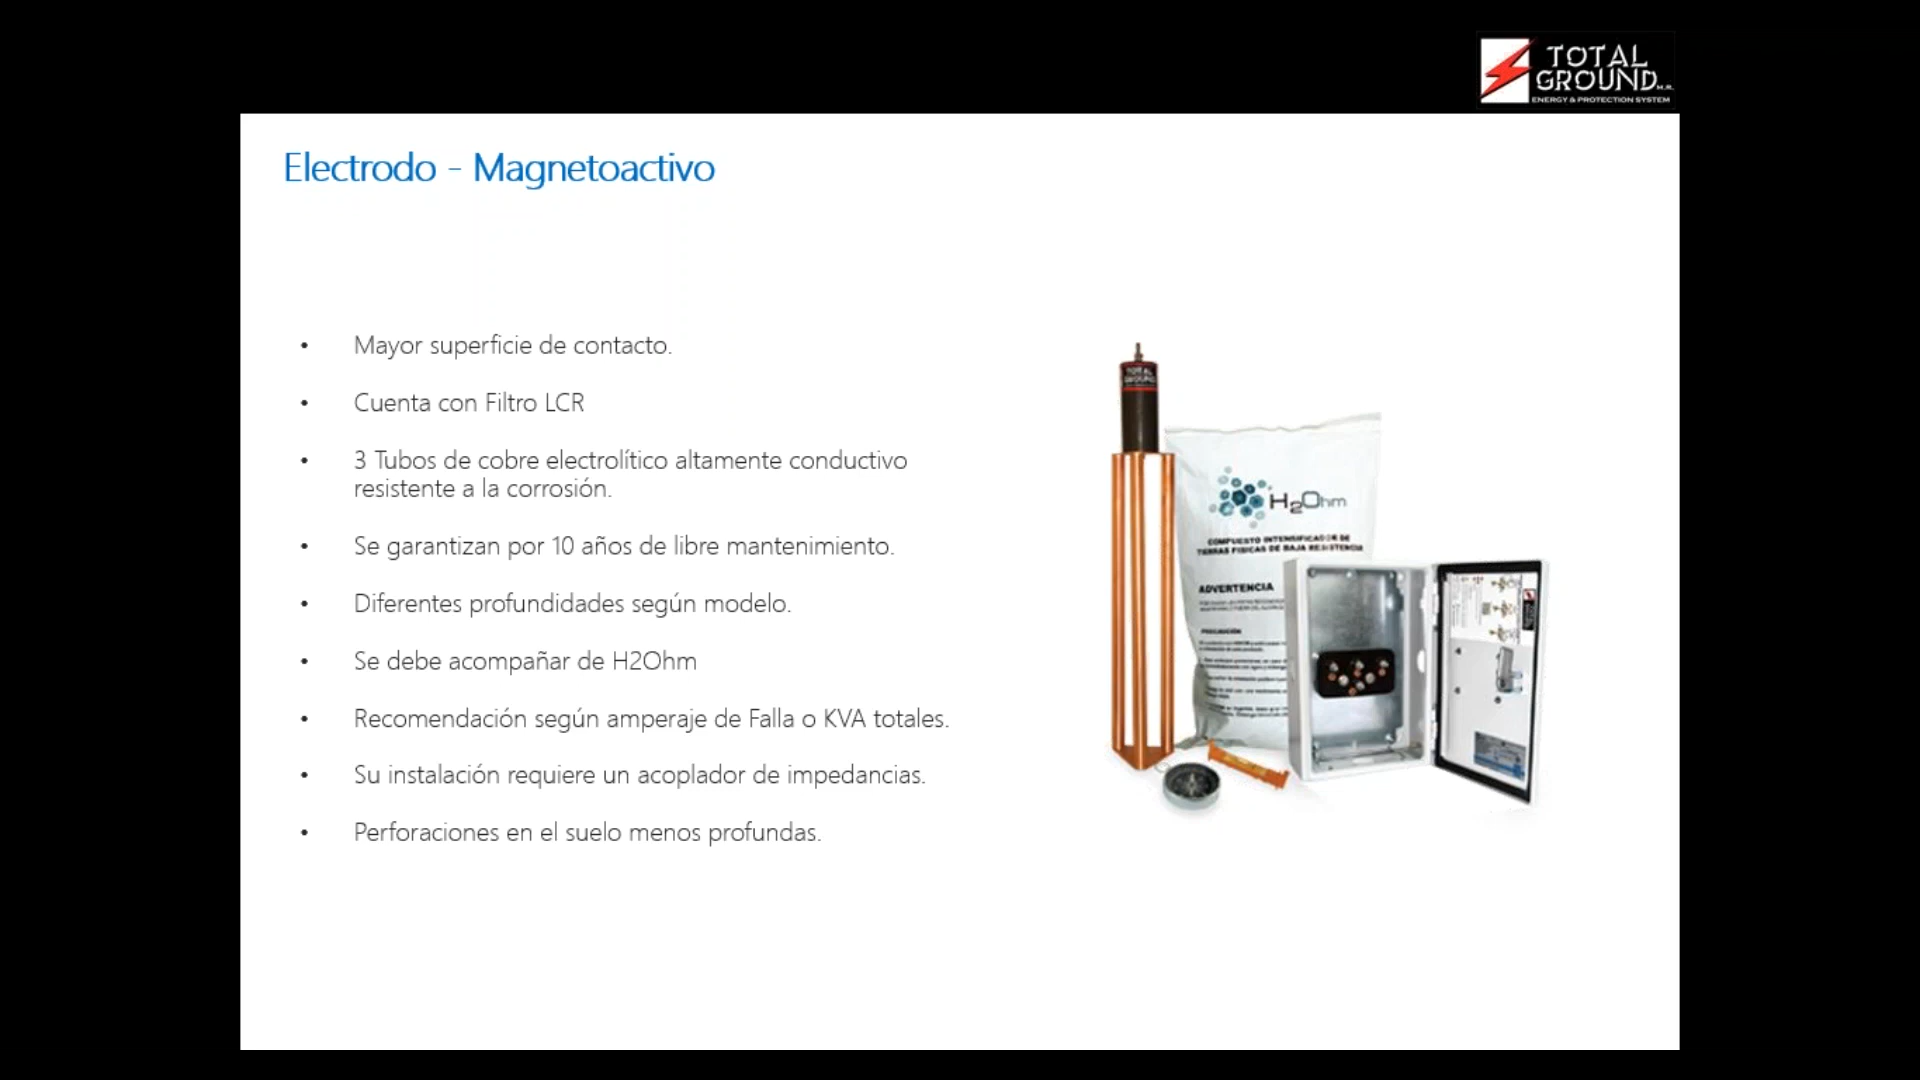 TOTAL
GROUND M.R.
ENERGY & PROTECTION SYSTEM
Electrodo - Magnetoactivo
• Mayor superficie de contacto.
• Cuenta con Filtro LCR
• 3 Tubos de cobre electrolítico altamente conductivo
resistente a la corrosión.
• Se garantizan por 10 años de libre mantenimiento.
• Diferentes profundidades según modelo.
• Se debe acompañar de H2Ohm
• Recomendación según amperaje de Falla o KVA totales.
• Su instalación requiere un acoplador de impedancias.
• Perforaciones en el suelo menos profundas.
TOTAL
GROUND
H2Ohm
COMPUESTO INTENSIFICADOR DE
TIERRAS FISICAS DE BAJA RESISTENCIA
ADVERTENCIA
PRECAUCIÓN